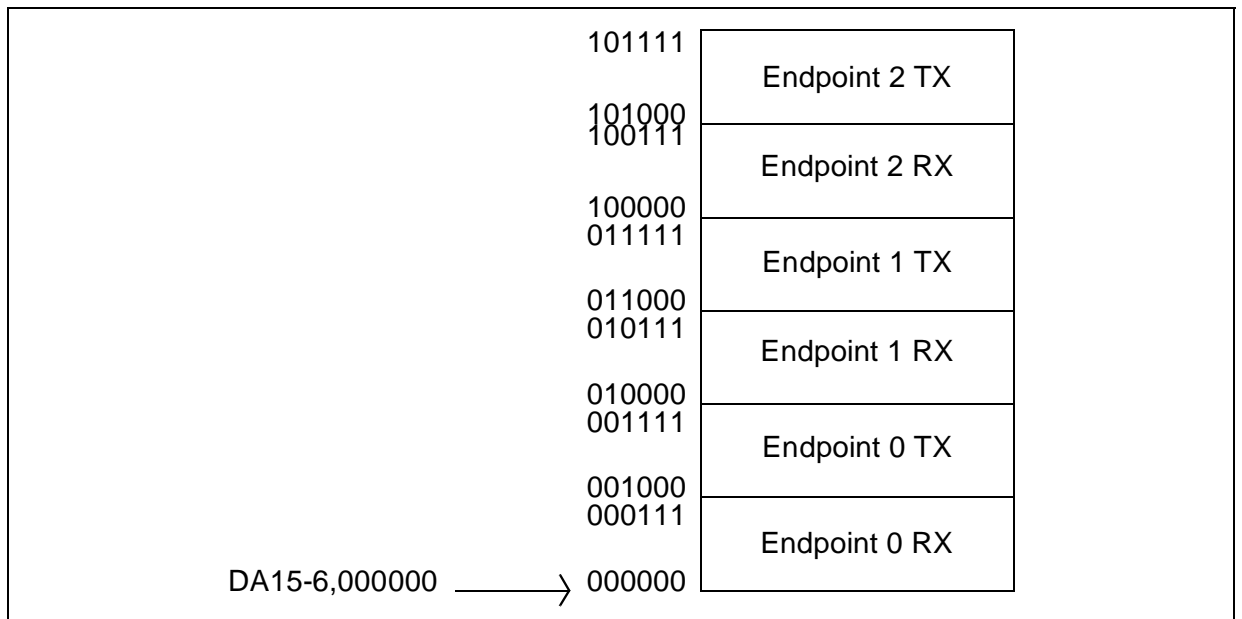 101111
Endpoint 2 TX
101000
100111
Endpoint 2 RX
100000
011111
Endpoint 1 TX
011000
010111
Endpoint 1 RX
010000
001111
Endpoint 0 TX
001000
000111
Endpoint 0 RX
DA15-6,000000 000000